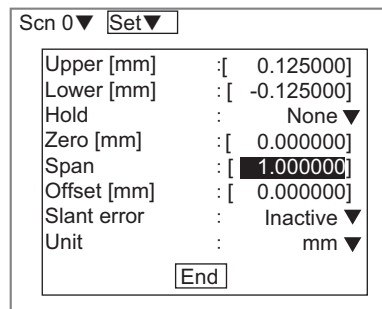 Scn 0▼ Set▼
Upper [mm] :[ 0.125000]
Lower [mm] : [ -0.125000]
Hold : None ▼
Zero [mm] : [ 0.000000]
Span : [ 1.000000]
Offset [mm] : [ 0.000000]
Slant error : Inactive ▼
Unit : mm ▼
End